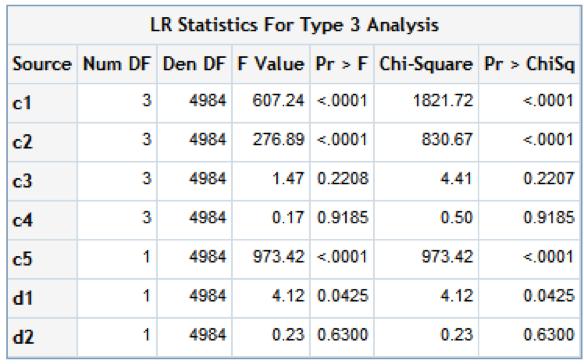 LR Statistics For Type 3 Analysis
Source Num DF Den DF F Value Pr > F Chi-Square Pr > ChiSq
c1 3 4984 607.24 <.0001 1821.72 <.0001
c2 3 4984 276.89 <.0001 830.67 <.0001
c3 3 4984 1.47 0.2208 4.41 0.2207
c4 3 4984 0.17 0.9185 0.50 0.9185
c5 1 4984 973.42 <.0001 973.42 <.0001
d1 1 4984 4.12 0.0425 4.12 0.0425
d2 1 4984 0.23 0.6300 0.23 0.6300